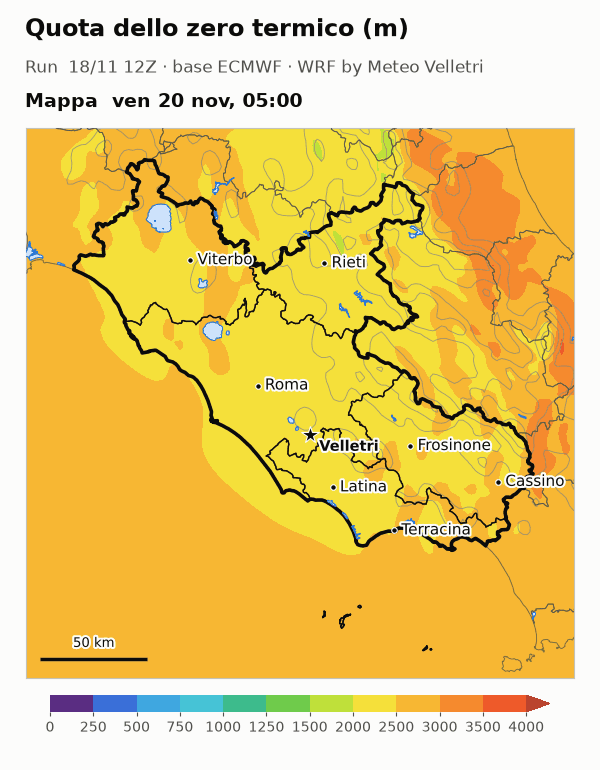 Quota dello zero termico (m)
Run  18/11 12Z · base ECMWF · WRF by Meteo Velletri
Mappa  ven 20 nov, 05:00
Viterbo
Rieti
Roma
Velletri
Frosinone
Cassino
Latina
Terracina
50 km
0 250 500 750 1000 1250 1500 2000 2500 3000 3500 4000